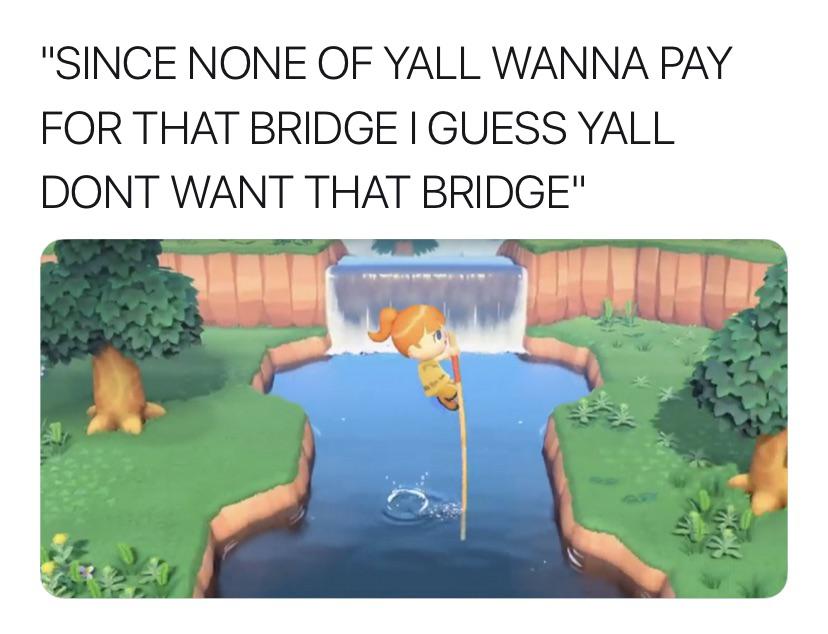 "SINCE NONE OF YALL WANNA PAY
FOR THAT BRIDGE I GUESS YALL
DONT WANT THAT BRIDGE"